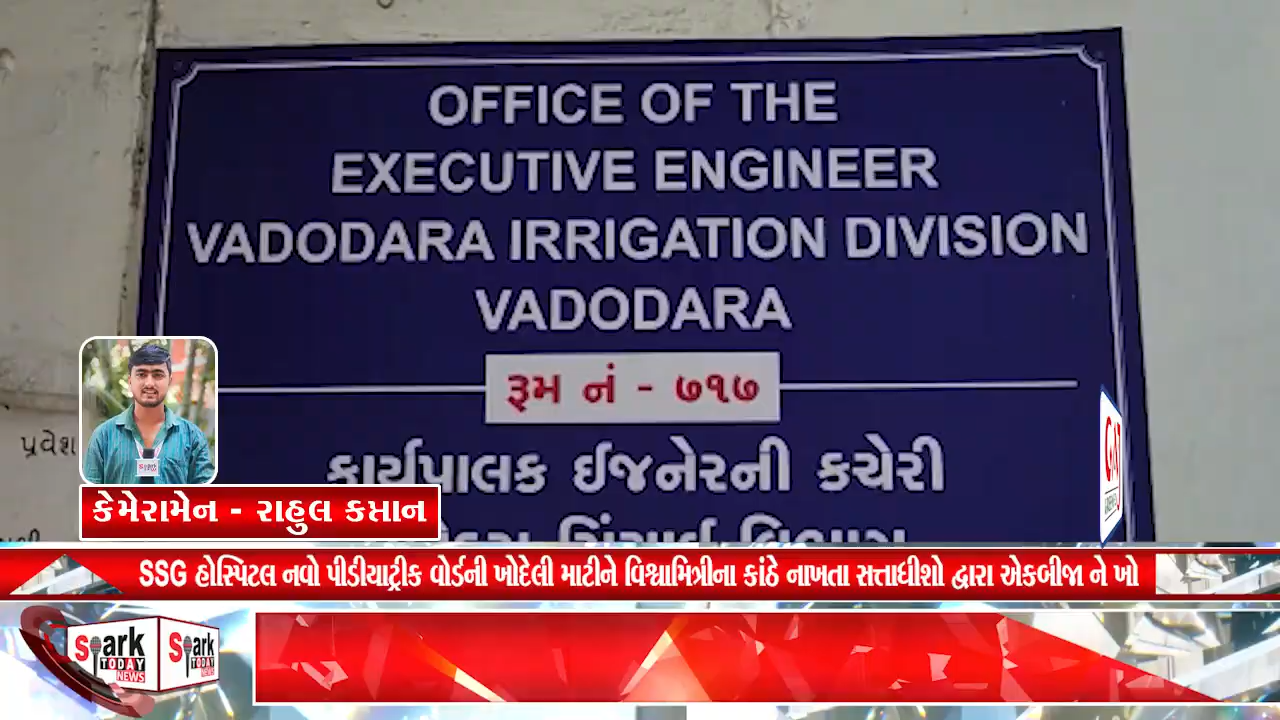 OFFICE OF THE
EXECUTIVE ENGINEER
VADODARA IRRIGATION DIVISION
VADODARA
રૂમ નં - ૭૧૭
કાર્યપાલક ઈજનેરની કચેરી
પ્રવેશ
કેમેરામેન - રાહુલ કપ્તાન
SSG હોસ્પિટલ નવો પીડીયાટ્રીક વોર્ડની ખોદેલી માટીને વિશ્વામિત્રીના કાંઠે નાખતા સત્તાધીશો દ્વારા એકબીજા ને ખો
Spark TODAY NEWS
Spark TODAY NEWS